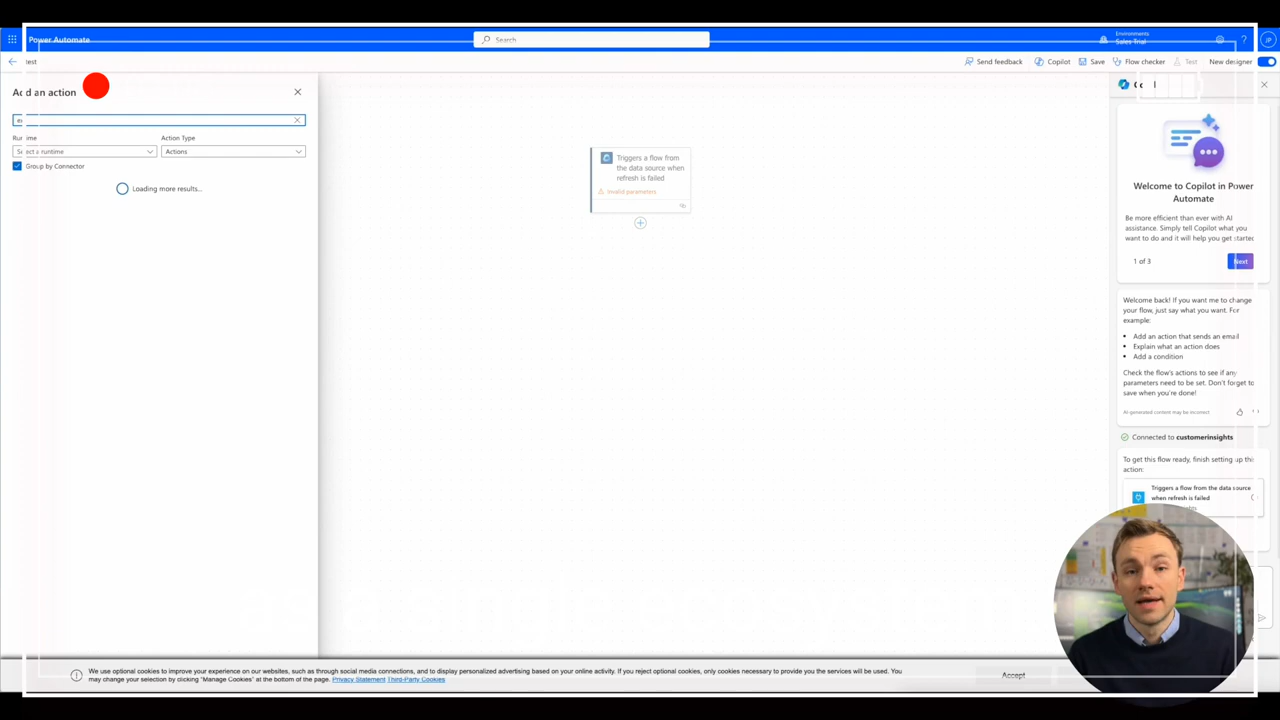 Power Automate
Search
Environments
Sales Trial
?
JP
Send feedback
Copilot
Save
Flow checker
Test
New designer
Add an action
Action Type
Select a runtime
Actions
Group by Connector
Loading more results...
Triggers a flow from
the data source when
refresh is failed
Invalid parameters
Welcome to Copilot in Power
Automate
Be more efficient than ever with AI
assistance. Simply tell Copilot what you
want to do and it will help you get started
1 of 3
Next
Welcome back! If you want me to change
your flow, just say what you want. For
example:
• Add an action that sends an email
• Explain what an action does
• Add a condition
Check the flow's actions to see if any
parameters need to be set. Don't forget to
save when you're done!
AI-generated content may be incorrect
Connected to customerinsights
To get this flow ready, finish setting up this
action:
Triggers a flow from the data source
when refresh is failed
We use optional cookies to improve your experience on our websites, such as through social media connections, and to display personalized advertising based on your online activity. If you reject optional cookies, only cookies necessary to provide you the services will be used. You
may change your selection by clicking "Manage Cookies" at the bottom of the page. Privacy Statement Third-Party Cookies
Accept